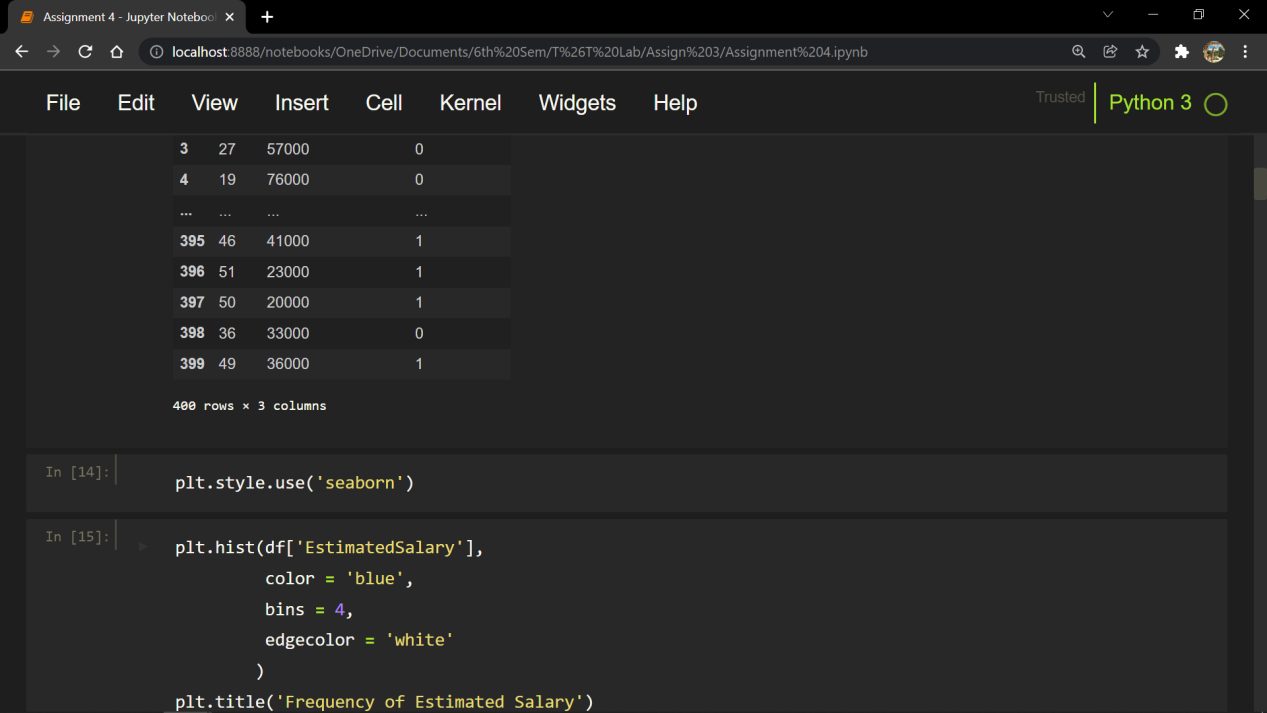 Assignment 4 - Jupyter Noteboo
localhost:8888/notebooks/OneDrive/Documents/6th%20Sem/T%26T%20Lab/Assign%203/Assignment%204.ipynb
File Edit View Insert Cell Kernel Widgets Help Trusted Python 3
3 27 57000 0
4 19 76000 0
... ... ... ...
395 46 41000 1
396 51 23000 1
397 50 20000 1
398 36 33000 0
399 49 36000 1
400 rows × 3 columns
In [14]:
plt.style.use('seaborn')
In [15]:
plt.hist(df['EstimatedSalary'],
color = 'blue',
bins = 4,
edgecolor = 'white'
)
plt.title('Frequency of Estimated Salary')